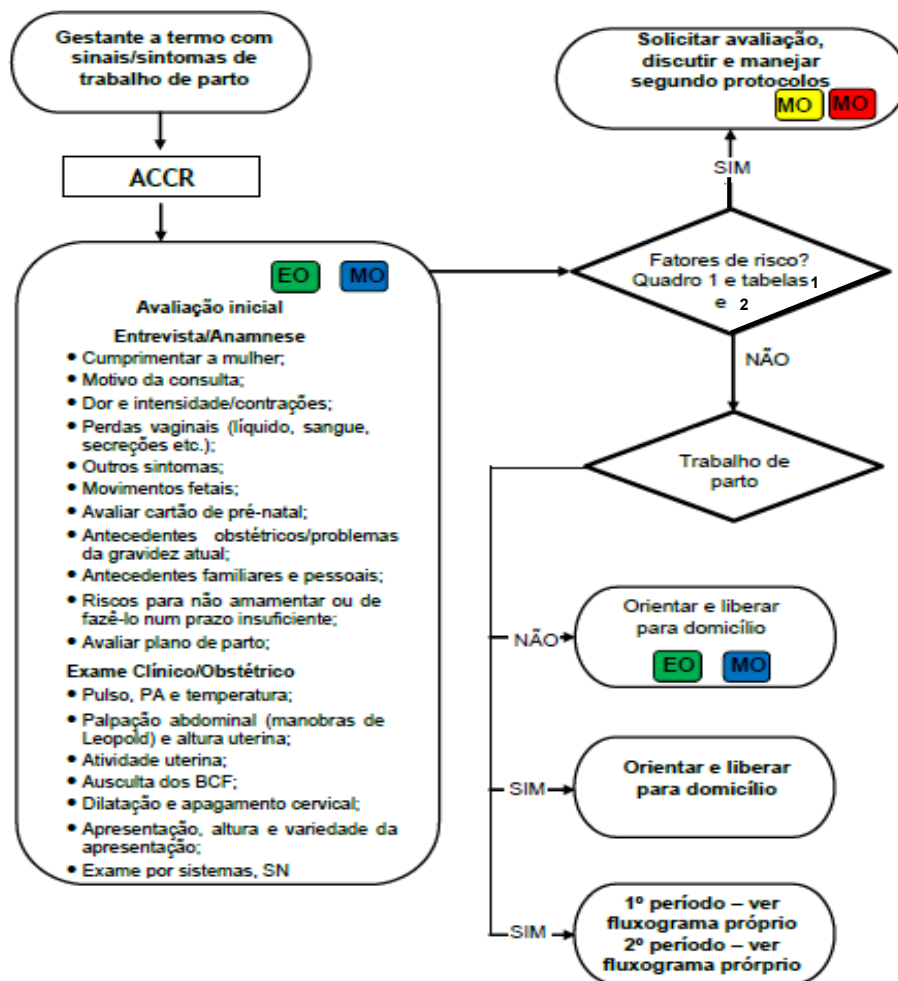 Gestante a termo com
sinais/sintomas de
trabalho de parto
ACCR
EO MO
Avaliação inicial
Entrevista/Anamnese
• Cumprimentar a mulher;
• Motivo da consulta;
• Dor e intensidade/contrações;
• Perdas vaginais (líquido, sangue,
secreções etc.);
• Outros sintomas;
• Movimentos fetais;
• Avaliar cartão de pré-natal;
• Antecedentes obstétricos/problemas
da gravidez atual;
• Antecedentes familiares e pessoais;
• Riscos para não amamentar ou de
fazê-lo num prazo insuficiente;
• Avaliar plano de parto;
Exame Clínico/Obstétrico
• Pulso, PA e temperatura;
• Palpação abdominal (manobras de
Leopold) e altura uterina;
• Atividade uterina;
• Ausculta dos BCF;
• Dilatação e apagamento cervical;
• Apresentação, altura e variedade da
apresentação;
• Exame por sistemas, SN
Solicitar avaliação,
discutir e manejar
segundo protocolos
MO MO
SIM
Fatores de risco?
Quadro 1 e tabelas 1
e 2
NÃO
Trabalho de
parto
NÃO
Orientar e liberar
para domicílio
EO MO
SIM
Orientar e liberar
para domicílio
SIM
1º período – ver
fluxograma próprio
2º período – ver
fluxograma prórprio